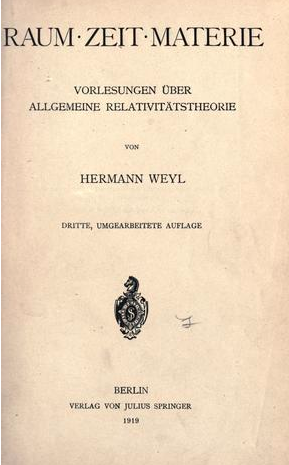 RAUM · ZEIT · MATERIE
VORLESUNGEN ÜBER
ALLGEMEINE RELATIVITÄTSTHEORIE
VON
HERMANN WEYL
DRITTE, UMGEARBEITETE AUFLAGE
BERLIN
VERLAG VON JULIUS SPRINGER
1919